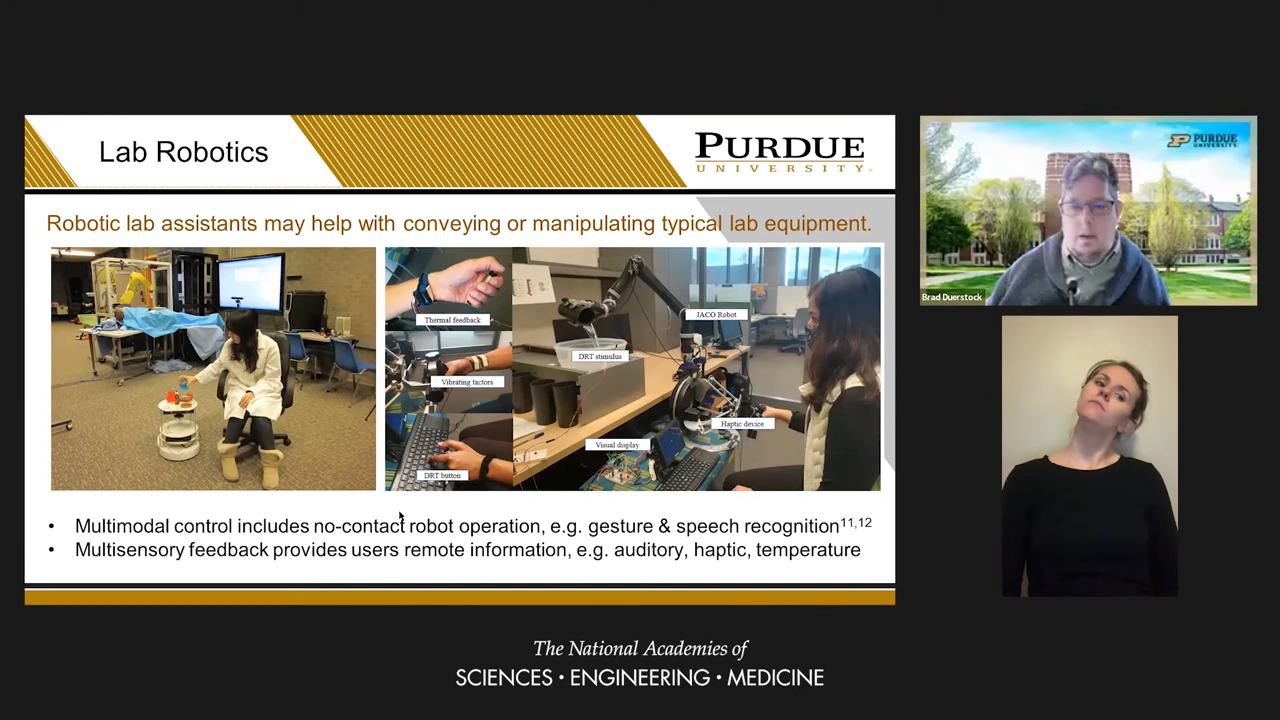 Lab Robotics
PURDUE
UNIVERSITY
Robotic lab assistants may help with conveying or manipulating typical lab equipment.
Thermal feedback
Vibrating tactors
DRT button
JACO Robot
DRT stimulus
Haptic device
Visual display
• Multimodal control includes no-contact robot operation, e.g. gesture & speech recognition11,12
• Multisensory feedback provides users remote information, e.g. auditory, haptic, temperature
PURDUE
UNIVERSITY
Brad Duerstock
The National Academies of
SCIENCES • ENGINEERING • MEDICINE